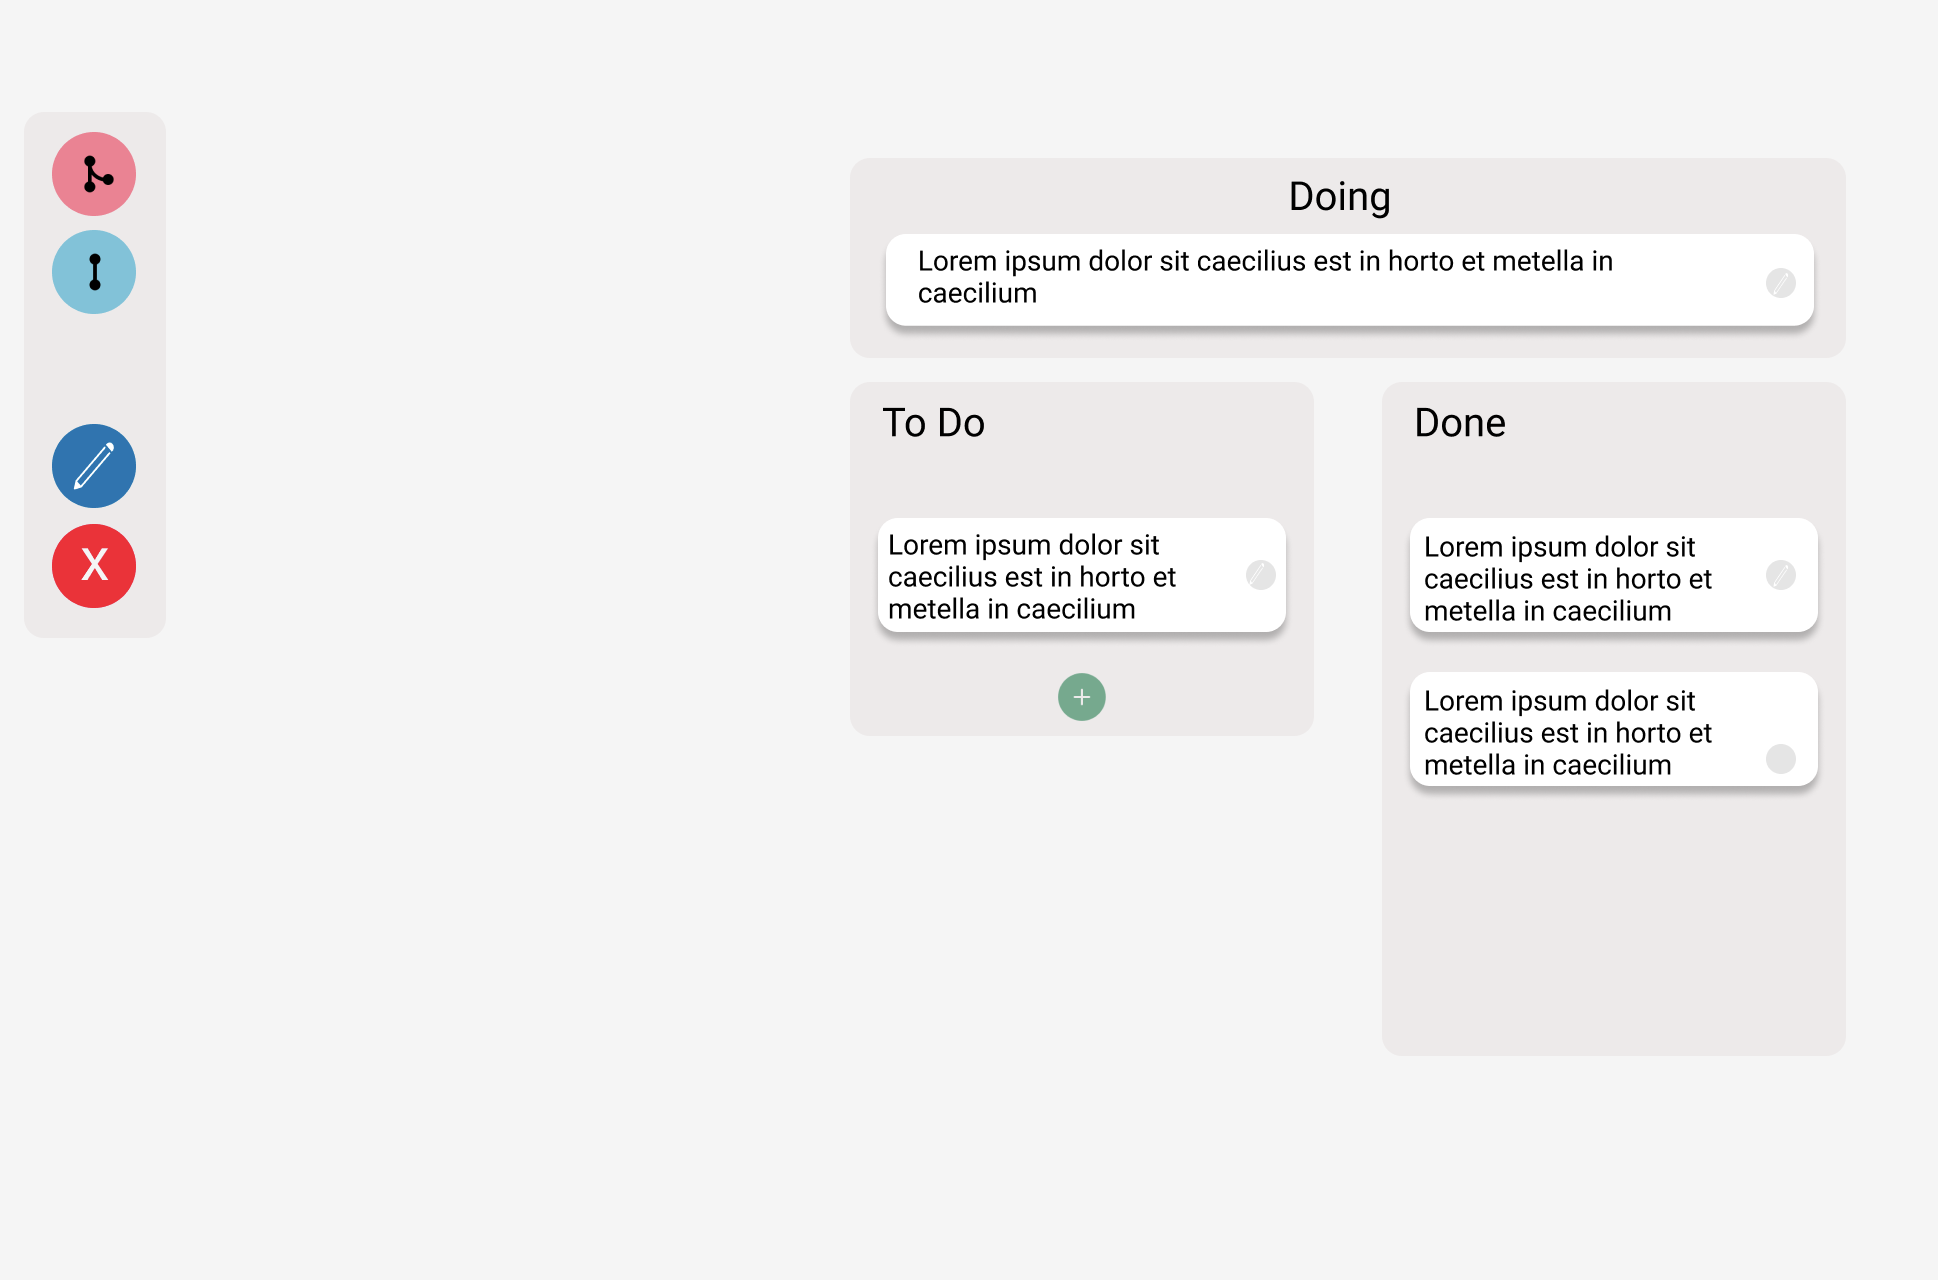 X
Doing
Lorem ipsum dolor sit caecilius est in horto et metella in
caecilium
To Do
Lorem ipsum dolor sit
caecilius est in horto et
metella in caecilium
+
Done
Lorem ipsum dolor sit
caecilius est in horto et
metella in caecilium
Lorem ipsum dolor sit
caecilius est in horto et
metella in caecilium